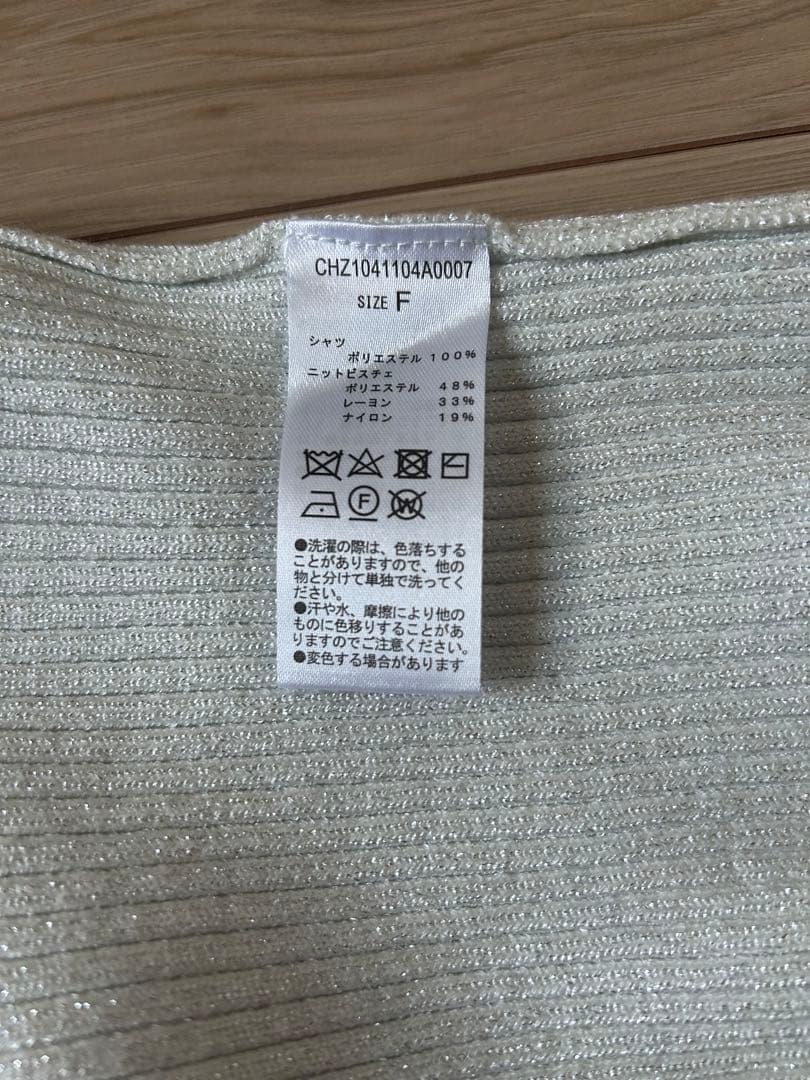 CHZ1041104A0007
SIZE F
シャツ
ポリエステル 100%
ニットビスチェ
ポリエステル 48%
レーヨン 33%
ナイロン 19%
F
W
●洗濯の際は、色落ちする
ことがありますので、他の
物と分けて単独で洗ってく
ださい。
●汗や水、摩擦により他の
ものに色移りすることがあ
りますのでご注意ください。
●変色する場合があります